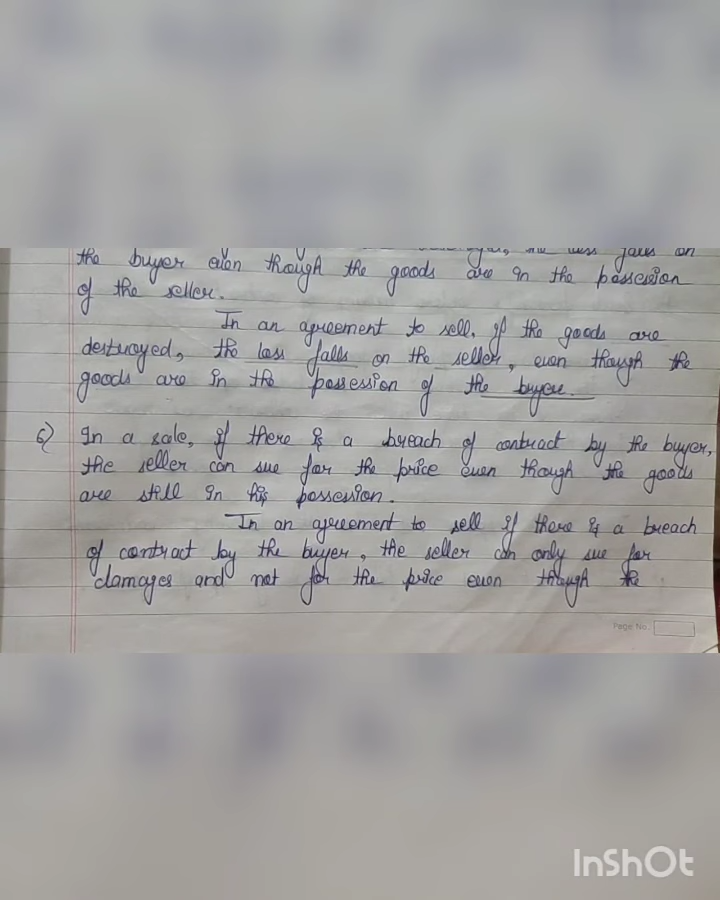 the loss falls on
the buyer even though the goods are in the possession
of the seller.
In an agreement to sell, if the goods are
destroyed, the loss falls on the seller, even though the
goods are in the possession of the buyer.
6) In a sale, if there is a breach of contract by the buyer,
the seller can sue for the price even though the goods
are still in his possession.
In an agreement to sell if there is a breach
of contract by the buyer, the seller can only sue for
damages and not for the price even though the
Page No.
InShOt